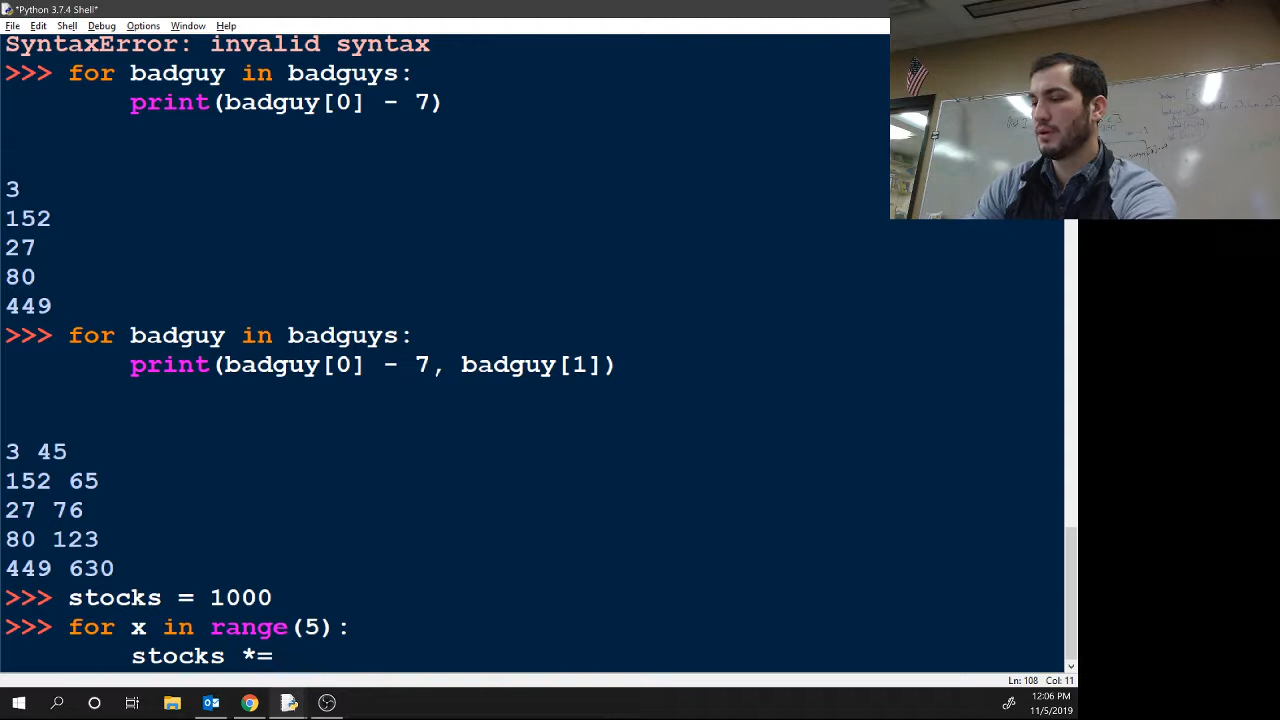 *Python 3.7.4 Shell*
File Edit Shell Debug Options Window Help
SyntaxError: invalid syntax
>>> for badguy in badguys:
        print(badguy[0] - 7)
3
152
27
80
449
>>> for badguy in badguys:
        print(badguy[0] - 7, badguy[1])
3 45
152 65
27 76
80 123
449 630
>>> stocks = 1000
>>> for x in range(5):
        stocks *=
Ln: 108 Col: 11
12:06 PM
11/5/2019